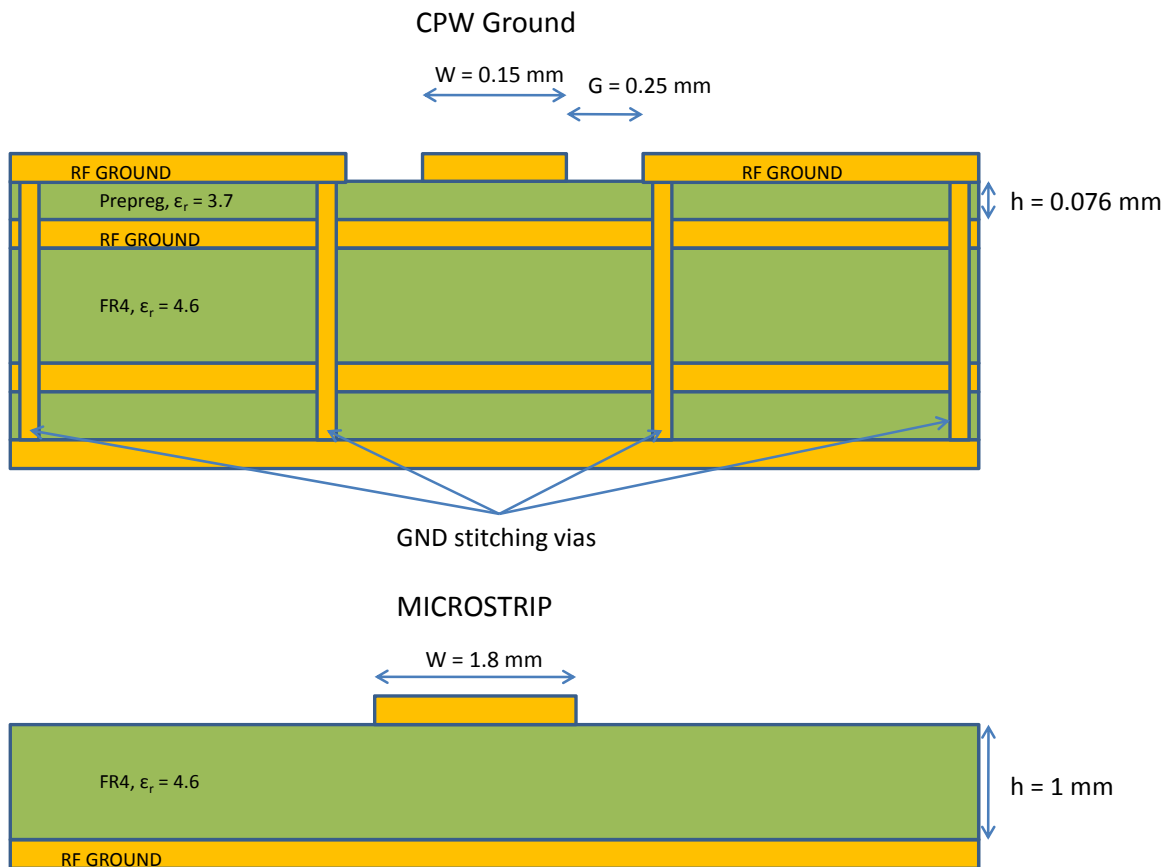 CPW Ground
W = 0.15 mm
G = 0.25 mm
RF GROUND
RF GROUND
Prepreg, εr = 3.7
h = 0.076 mm
RF GROUND
FR4, εr = 4.6
GND stitching vias
MICROSTRIP
W = 1.8 mm
FR4, εr = 4.6
h = 1 mm
RF GROUND